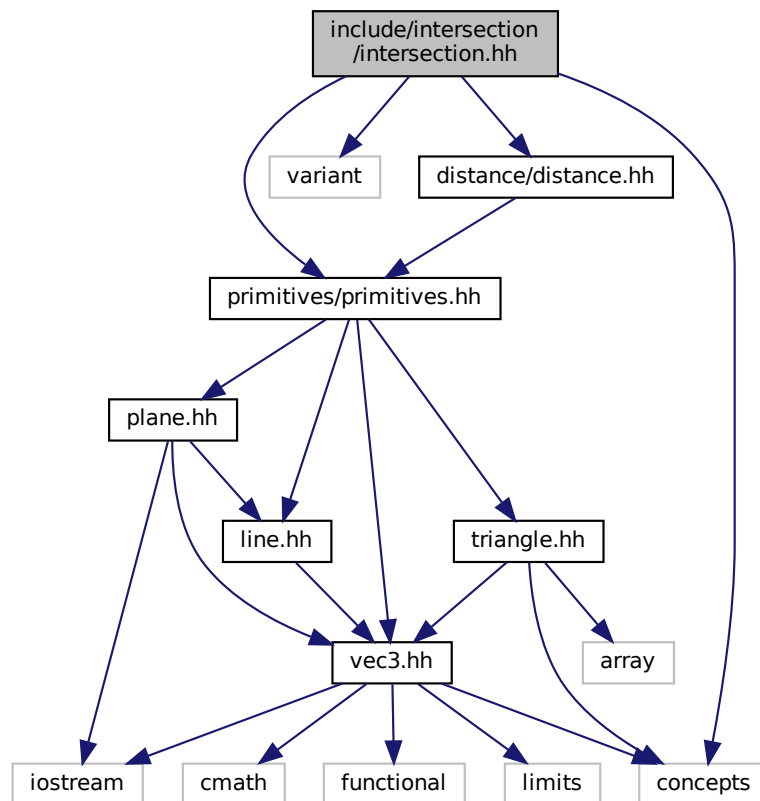 include/intersection
/intersection.hh
variant
distance/distance.hh
primitives/primitives.hh
plane.hh
line.hh
triangle.hh
vec3.hh
array
iostream
cmath
functional
limits
concepts